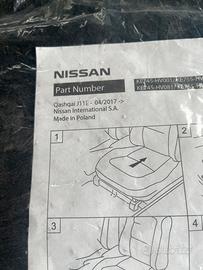 NISSAN
Part Number
Qashqai J11E - 04/2017 ->
Nissan International S.A.
Made in Poland
1
2
3
4